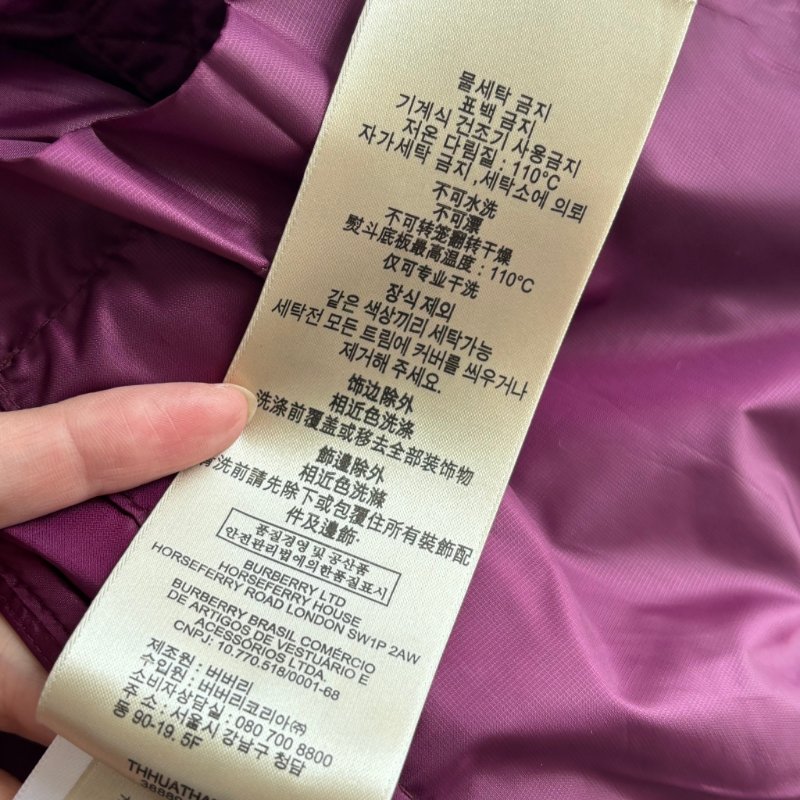 물세탁 금지
표백 금지
기계식 건조기 사용금지
저온 다림질 : 110°C
자가세탁 금지 ,세탁소에 의뢰
不可水洗
不可漂
不可转笼翻转干燥
熨斗底板最高温度 : 110°C
仅可专业干洗
장식 제외
같은 색상끼리 세탁가능
세탁전 모든 트림에 커버를 씌우거나
제거해 주세요.
饰边除外
相近色洗涤
洗涤前覆盖或移去全部装饰物
飾邊除外
相近色洗滌
清洗前請先除下或包覆住所有裝飾配
件及邊飾.
품질경영및 공산품
안전관리법에의한품질표시
BURBERRY LTD
HORSEFERRY HOUSE
HORSEFERRY ROAD LONDON SW1P 2AW
BURBERRY BRASIL COMÉRCIO
DE ARTIGOS DE VESTUARIO E
ACESSÓRIOS LTDA.
CNPJ: 10.770.518/0001-68
제조원 : 버버리
수입원 : 버버리코리아㈜
소비자상담실 : 080 700 8800
주 소 : 서울시 강남구 청담
동 90-19. 5F